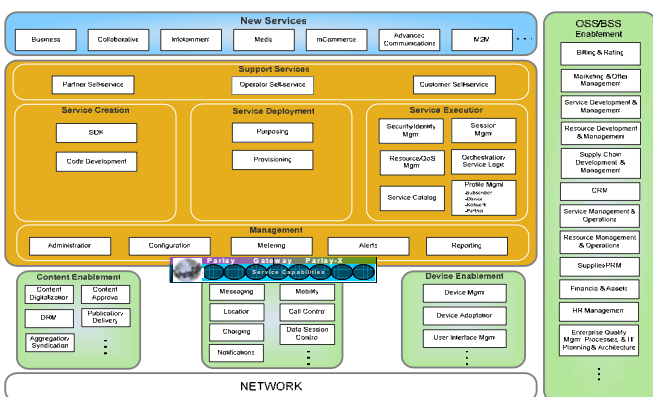 New Services
Business
Collaborative
Infotainment
Media
mCommerce
Advanced
Communications
M2M
Support Services
Partner Self-service
Operator Self-service
Customer Self-service
Service Creation
SDK
Code Development
Service Deployment
Purposing
Provisioning
Service Execution
Security/Identity
Mgmt
Session
Mgmt
Resource/QoS
Mgmt
Orchestration/
Service Logic
Service Catalog
Profile Mgmt
-Subscriber
-Device
-Network
-Partner
Management
Administration
Configuration
Metering
Alerts
Reporting
Parlay Gateway Parlay-X
Service Capabilities
Content Enablement
Content
Digitalization
Content
Approval
DRM
Publication/
Delivery
Aggregation/
Syndication
Messaging
Mobility
Location
Call Control
Charging
Data Session
Control
Notifications
Device Enablement
Device Mgmt
Device Adaptation
User Interface Mgmt
NETWORK
OSS/BSS
Enablement
Billing & Rating
Marketing & Offer
Management
Service Development &
Management
Resource Development
& Management
Supply Chain
Development &
Management
CRM
Service Management &
Operations
Resource Management
& Operations
Supplier/PRM
Financial & Assets
HR Management
Enterprise Quality
Mgmt Processes, & IT
Planning & Architecture